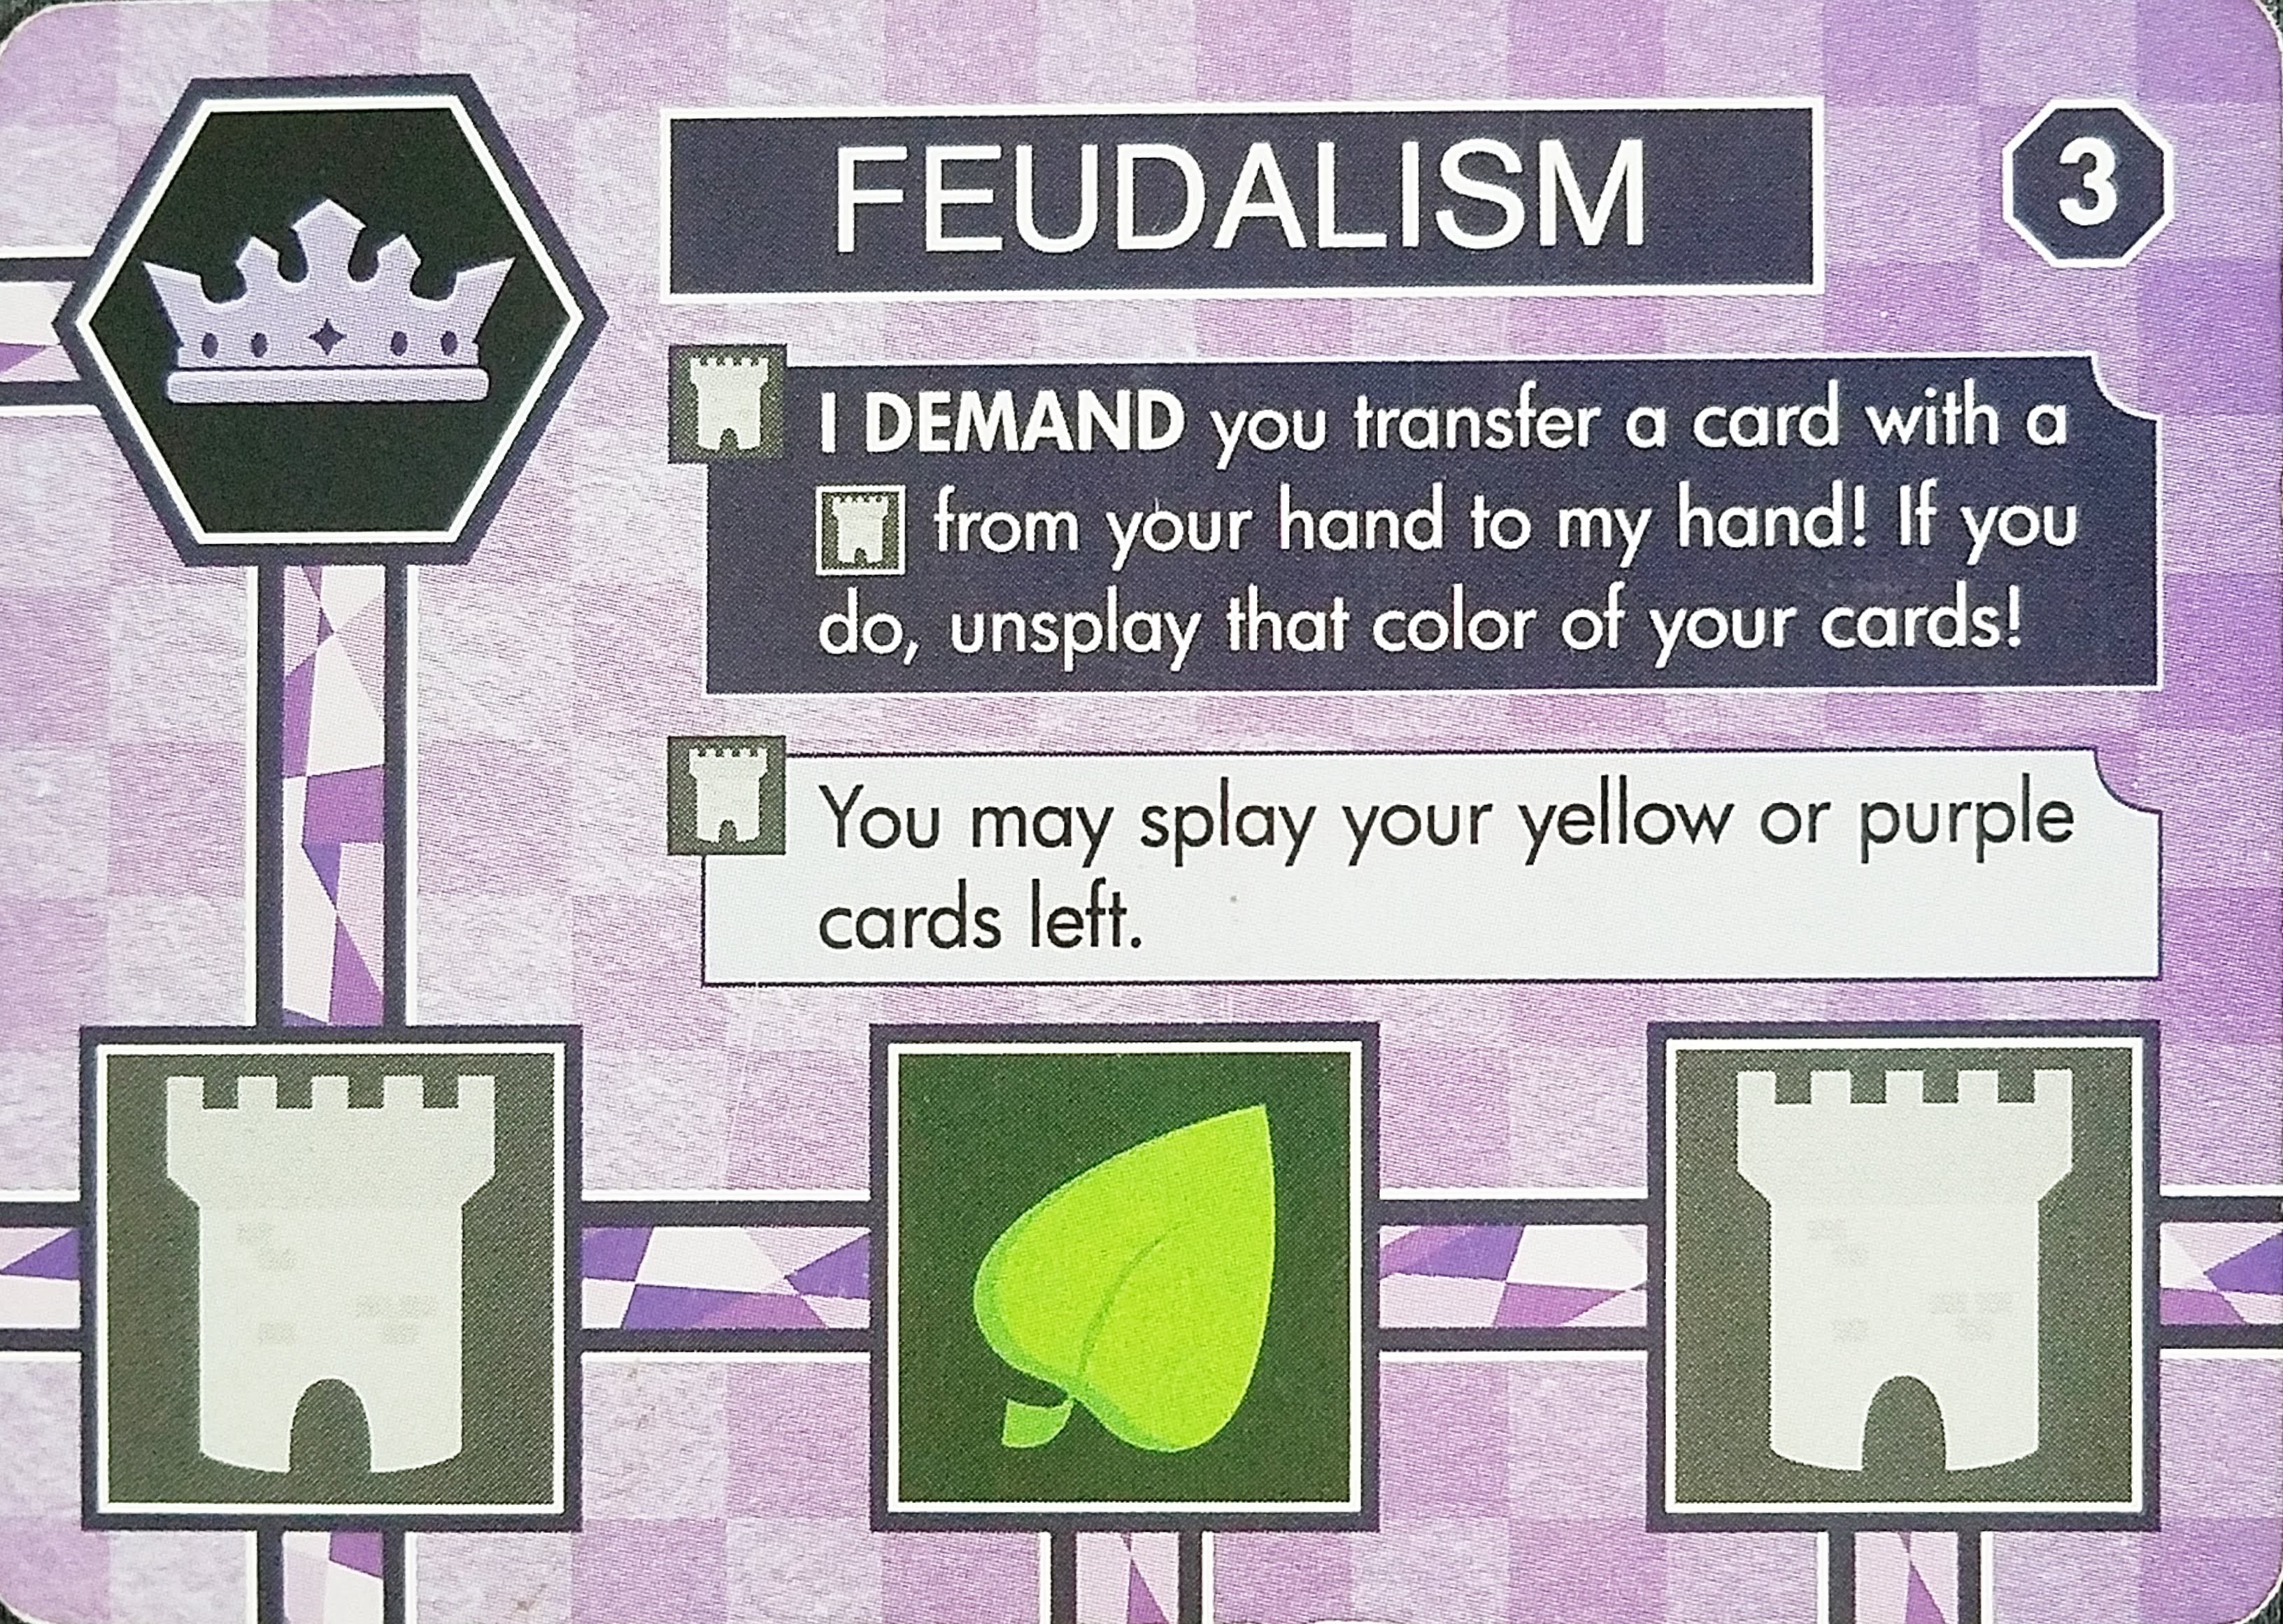 FEUDALISM
3
I DEMAND you transfer a card with a
from your hand to my hand! If you
do, unsplay that color of your cards!
You may splay your yellow or purple
cards left.